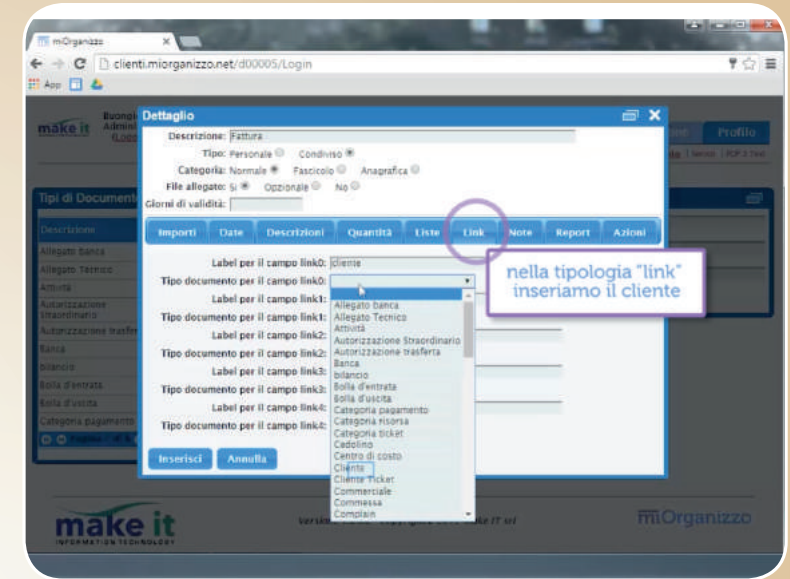 miOrganizzo
clienti.miorganizzo.net/d00005/Login
App
make it
Dettaglio
Descrizione: Fattura
Tipo: Personale Condiviso
Categoria: Normale Fascicolo Anagrafica
File allegato: Si Opzionale No
Giorni di validità:
Profilo
Tipi di Documento
Descrizione
Importi Date Descrizioni Quantità Liste Link Note Report Azioni
Allegato Banca
Allegato Tecnico
Attività
Autorizzazione
Straordinario
Autorizzazione trasfer
Banca
bilancio
Bolla d'entrata
Bolla d'uscita
Categoria pagamento
Label per il campo link0: cliente
Tipo documento per il campo link0:
Label per il campo link1:
Tipo documento per il campo link1:
Label per il campo link2:
Tipo documento per il campo link2:
Label per il campo link3:
Tipo documento per il campo link3:
Label per il campo link4:
Tipo documento per il campo link4:
Allegato banca
Allegato Tecnico
Attività
Autorizzazione Straordinario
Autorizzazione trasferta
Banca
bilancio
Bolla d'entrata
Bolla d'uscita
Categoria pagamento
Categoria risorsa
Categoria ticket
Cedolino
Centro di costo
Cliente
Cliente Ticket
Commerciale
Commessa
Complain
nella tipologia "link"
inseriamo il cliente
Inserisci Annulla
make it
INFORMATION TECHNOLOGY
miOrganizzo